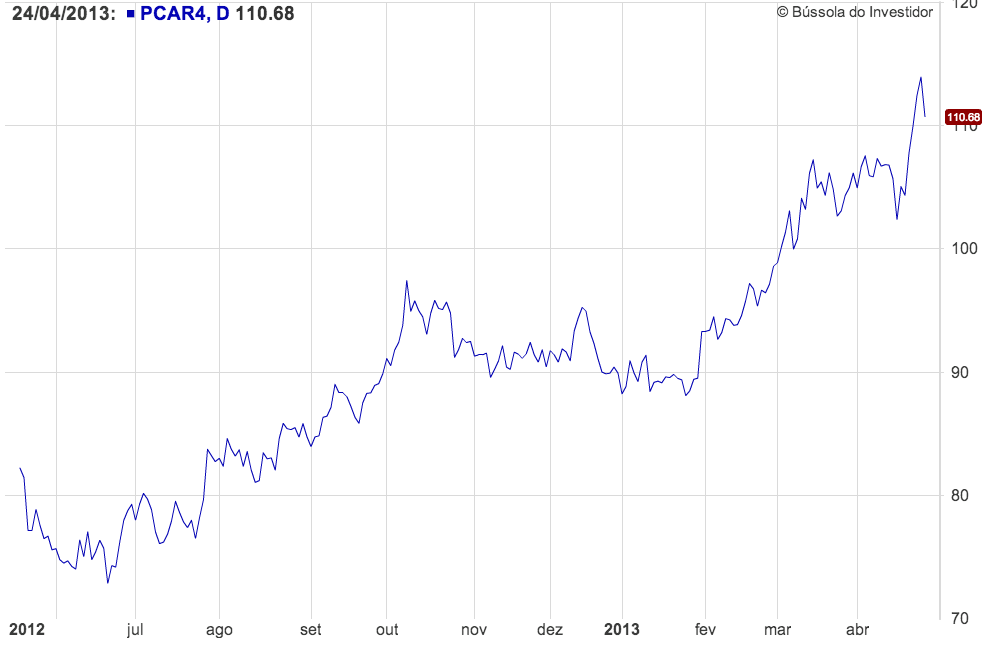 24/04/2013: PCAR4, D 110.68
© Bússola do Investidor
120
110.68
110
100
90
80
70
2012 jul ago set out nov dez 2013 fev mar abr